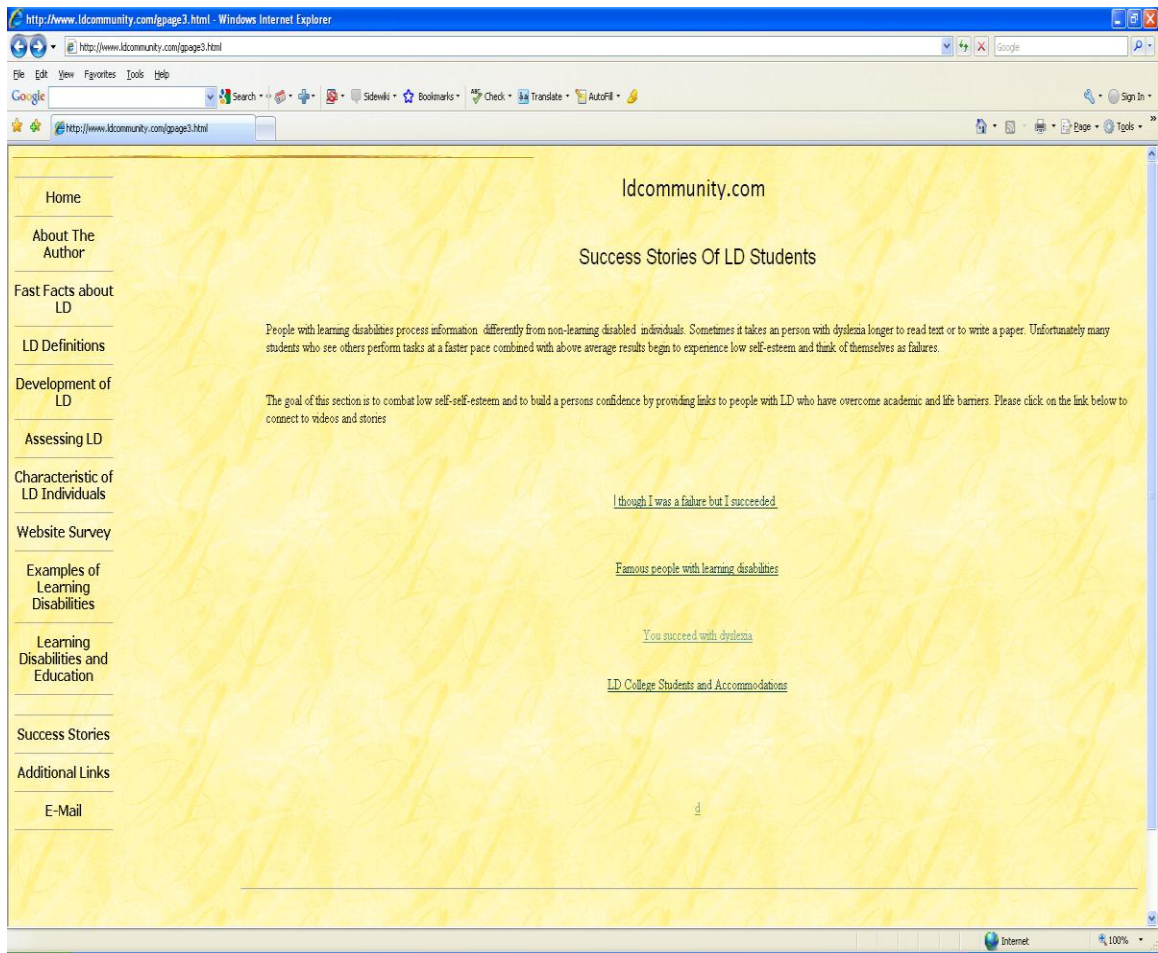 http://www.ldcommunity.com/gpage3.html - Windows Internet Explorer
http://www.ldcommunity.com/gpage3.html
Google
File Edit View Favorites Tools Help
Google Search Sidewiki Bookmarks Check Translate AutoFill Sign In
http://www.ldcommunity.com/gpage3.html Page Tools
Home
About The
Author
Fast Facts about
LD
LD Definitions
Development of
LD
Assessing LD
Characteristic of
LD Individuals
Website Survey
Examples of
Learning
Disabilities
Learning
Disabilities and
Education
Success Stories
Additional Links
E-Mail
ldcommunity.com
Success Stories Of LD Students
People with learning disabilities process information differently from non-learning disabled individuals. Sometimes it takes an person with dyslexia longer to read text or to write a paper. Unfortunately many
students who see others perform tasks at a faster pace combined with above average results begin to experience low self-esteem and think of themselves as failures.
The goal of this section is to combat low self-self-esteem and to build a persons confidence by providing links to people with LD who have overcome academic and life barriers. Please click on the link below to
connect to videos and stories
I though I was a failure but I succeeded
Famous people with learning disabilities
You succeed with dyslexia
LD College Students and Accommodations
d
Internet 100%